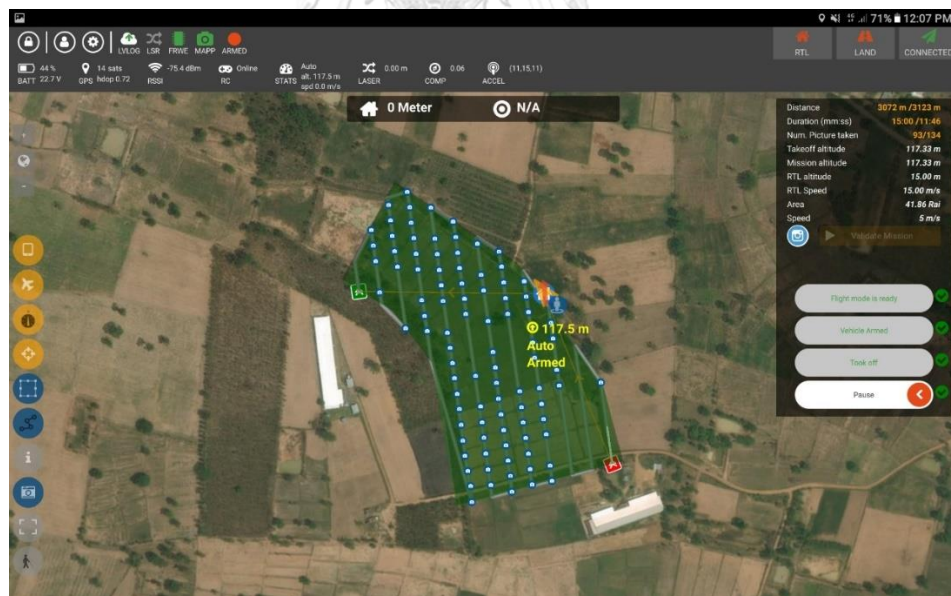 71% 12:07 PM
LVLOG LSR FRWE MAPP ARMED
RTL LAND CONNECTED
44 %
BATT 22.7 V
14 sats
GPS hdop 0.72
-75.4 dBm
RSSI
Online
RC
Auto
alt. 117.5 m
STATS spd 0.0 m/s
0.00 m
LASER
0.06
COMP
(11,15,11)
ACCEL
0 Meter N/A
Distance 3072 m /3123 m
Duration (mm:ss) 15:00 /11:46
Num. Picture taken 93/134
Takeoff altitude 117.33 m
Mission altitude 117.33 m
RTL altitude 15.00 m
RTL Speed 15.00 m/s
Area 41.86 Rai
Speed 5 m/s
Validate Mission
117.5 m
Auto
Armed
Flight mode is ready
Vehicle Armed
Took off
Pause